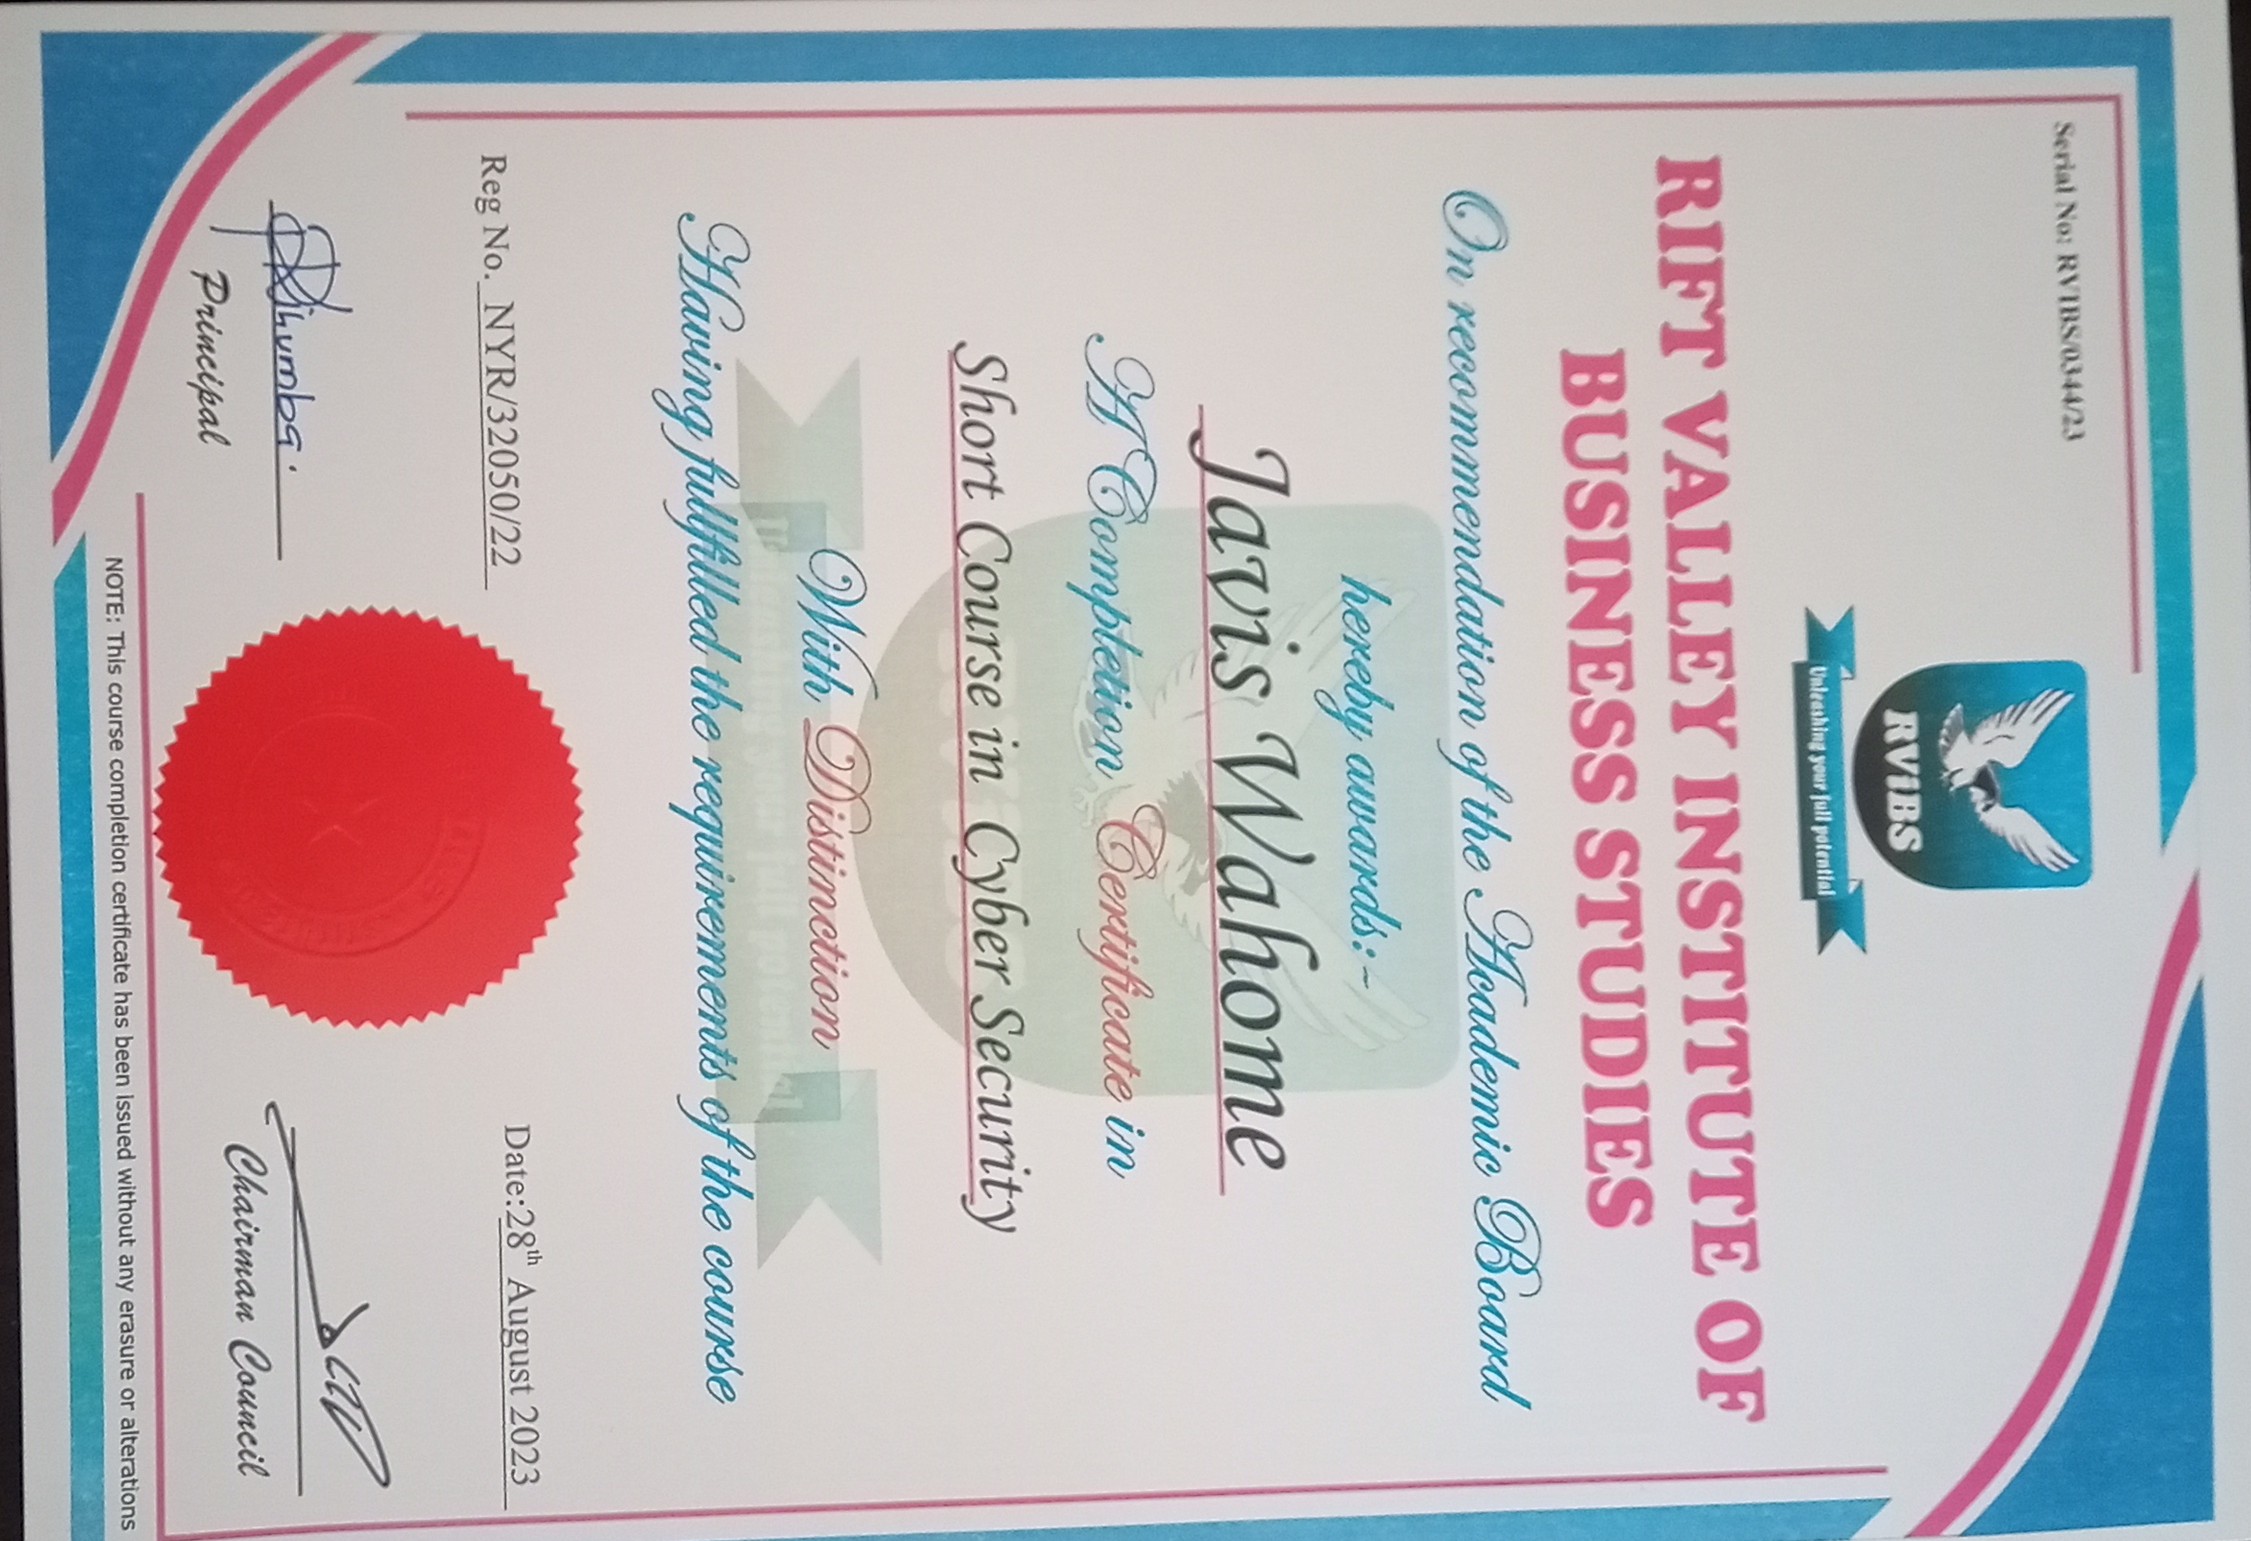 Serial No: RVIBS/0344/23
RVIBS
Unleashing your full potential
RIFT VALLEY INSTITUTE OF
BUSINESS STUDIES
On recommendation of the Academic Board
hereby awards:-
Javis Wahome
A Completion Certificate in
Short Course in Cyber Security
With Distinction
Having fullfilled the requirements of the course
Reg No. NYR/32050/22
Date:28th August 2023
Principal
Chairman Council
NOTE: This course completion certificate has been issued without any erasure or alterations